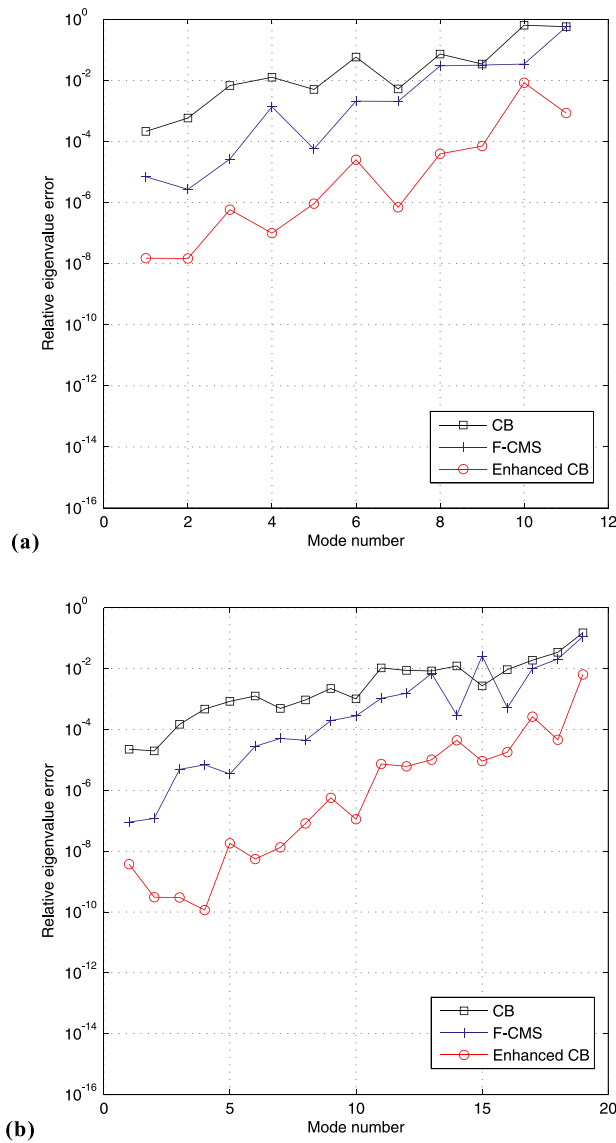 10^0
10^-2
10^-4
10^-6
10^-8
10^-10
10^-12
10^-14
10^-16
Relative eigenvalue error
CB
F-CMS
Enhanced CB
0 2 4 6 8 10 12
Mode number
(a)
10^0
10^-2
10^-4
10^-6
10^-8
10^-10
10^-12
10^-14
10^-16
Relative eigenvalue error
CB
F-CMS
Enhanced CB
0 5 10 15 20
Mode number
(b)